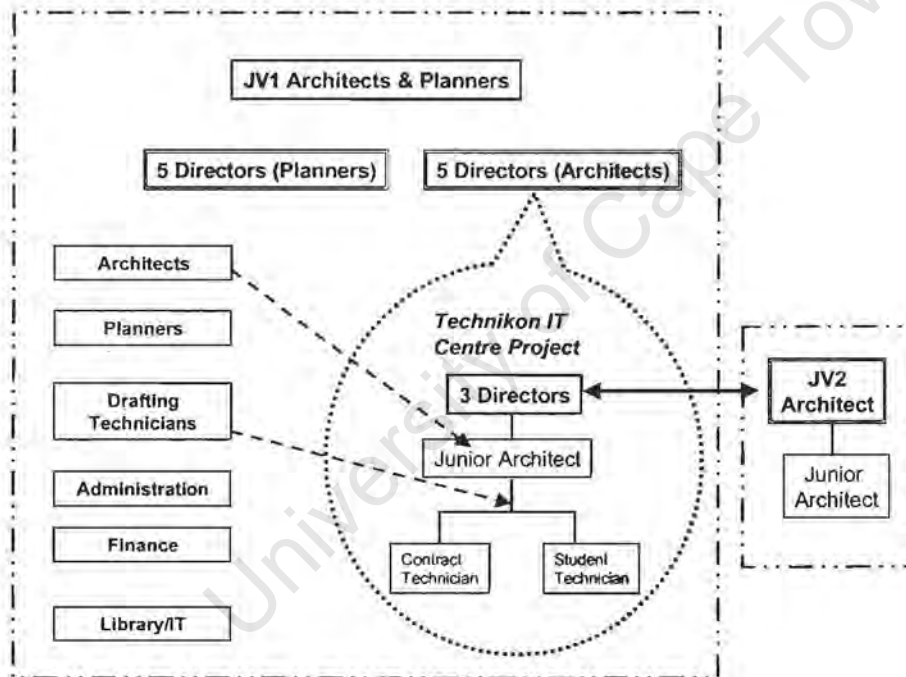 JV1 Architects & Planners
5 Directors (Planners)
5 Directors (Architects)
Architects
Planners
Drafting
Technicians
Administration
Finance
Library/IT
Technikon IT
Centre Project
3 Directors
Junior Architect
Contract
Technician
Student
Technician
JV2
Architect
Junior
Architect
University of Cape Tow